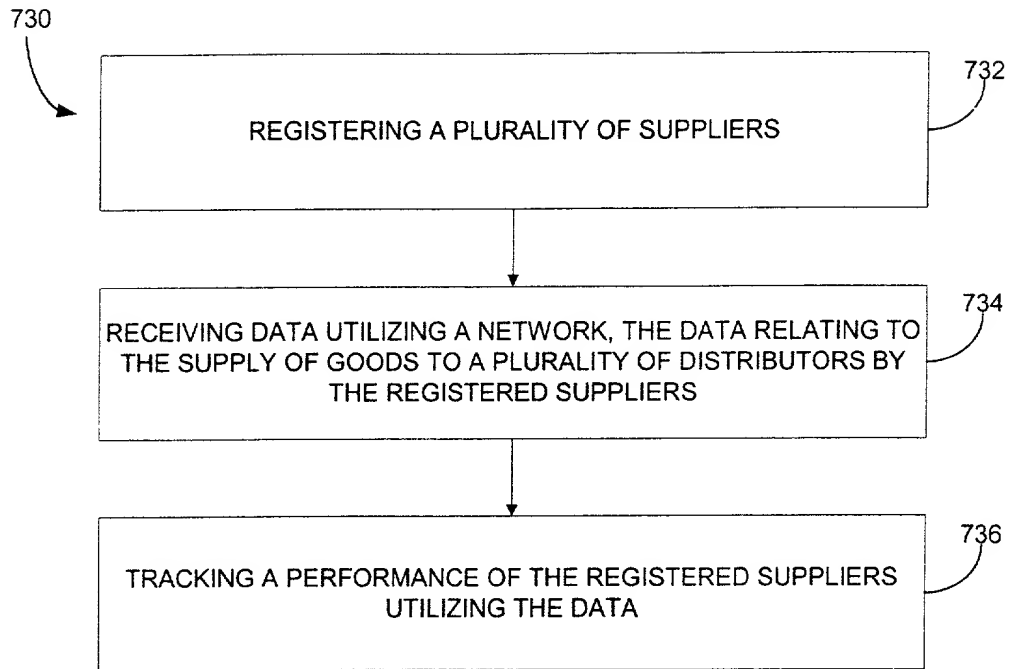 730
732
REGISTERING A PLURALITY OF SUPPLIERS
734
RECEIVING DATA UTILIZING A NETWORK, THE DATA RELATING TO
THE SUPPLY OF GOODS TO A PLURALITY OF DISTRIBUTORS BY
THE REGISTERED SUPPLIERS
736
TRACKING A PERFORMANCE OF THE REGISTERED SUPPLIERS
UTILIZING THE DATA